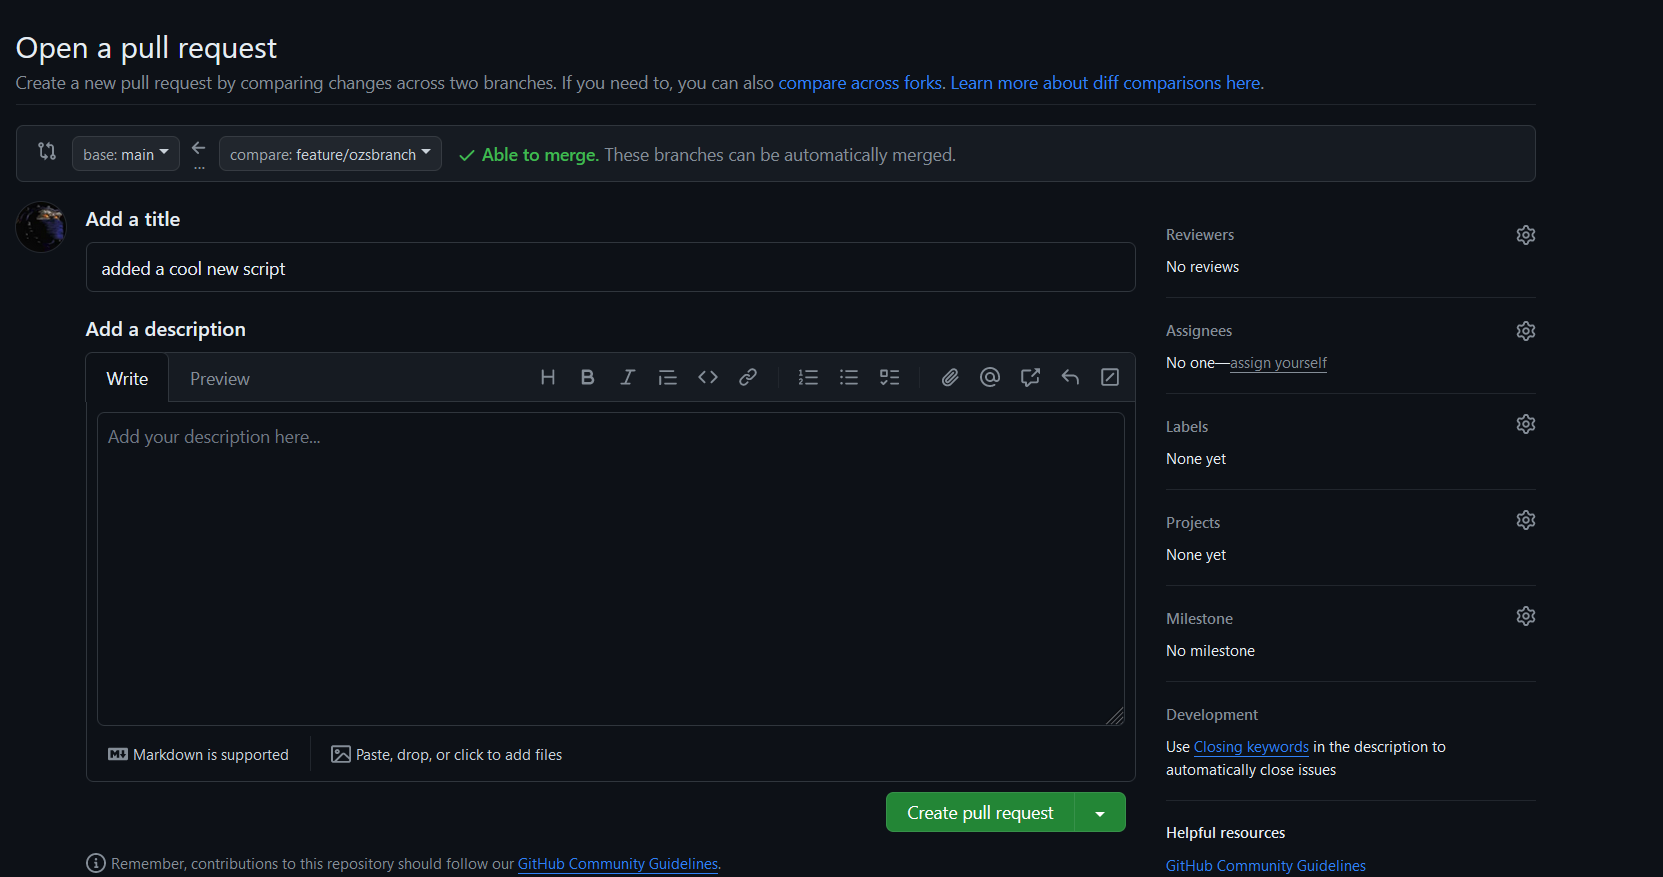 Open a pull request
Create a new pull request by comparing changes across two branches. If you need to, you can also compare across forks. Learn more about diff comparisons here.
base: main
...
compare: feature/ozsbranch
Able to merge. These branches can be automatically merged.
Add a title
added a cool new script
Add a description
Write
Preview
H B I
Add your description here...
Markdown is supported
Paste, drop, or click to add files
Create pull request
Remember, contributions to this repository should follow our GitHub Community Guidelines.
Reviewers
No reviews
Assignees
No one—assign yourself
Labels
None yet
Projects
None yet
Milestone
No milestone
Development
Use Closing keywords in the description to
automatically close issues
Helpful resources
GitHub Community Guidelines